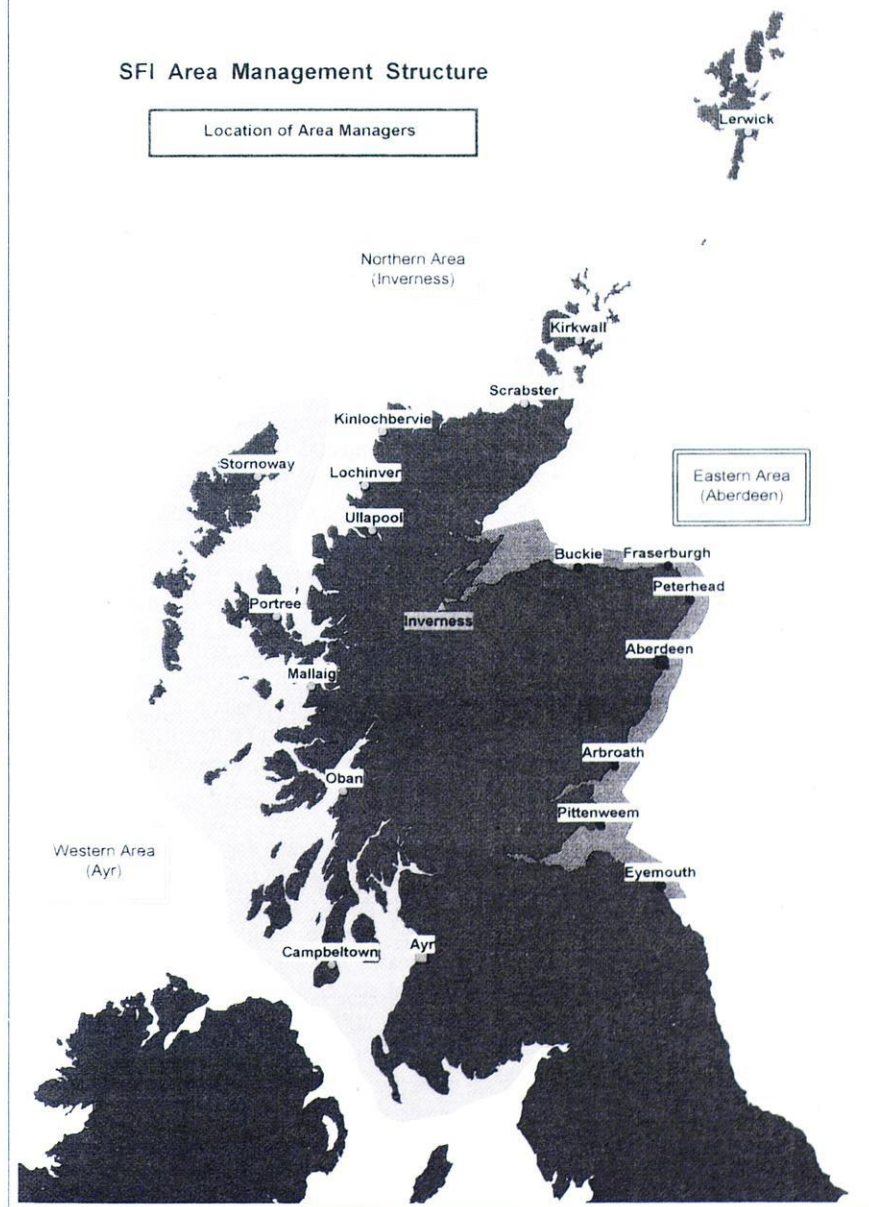 SFI Area Management Structure
Location of Area Managers
Lerwick
Northern Area
(Inverness)
Kirkwall
Scrabster
Kinlochbervie
Stornoway
Lochinver
Eastern Area
(Aberdeen)
Ullapool
Buckie
Fraserburgh
Peterhead
Portree
Inverness
Aberdeen
Mallaig
Arbroath
Oban
Pittenweem
Western Area
(Ayr)
Eyemouth
Campbeltown
Ayr